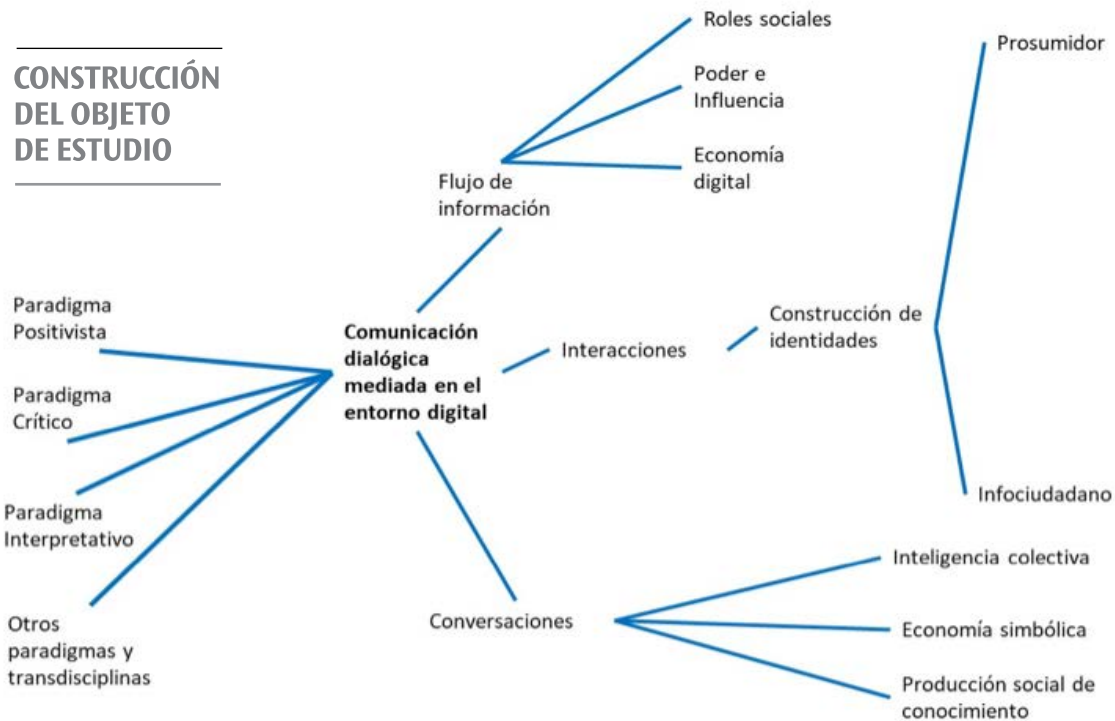 CONSTRUCCIÓN
DEL OBJETO
DE ESTUDIO
Roles sociales
Poder e
Influencia
Economía
digital
Flujo de
información
Prosumidor
Paradigma
Positivista
Paradigma
Crítico
Paradigma
Interpretativo
Otros
paradigmas y
transdisciplinas
Comunicación
dialógica
mediada en el
entorno digital
Interacciones
Construcción de
identidades
Infociudadano
Conversaciones
Inteligencia colectiva
Economía simbólica
Producción social de
conocimiento